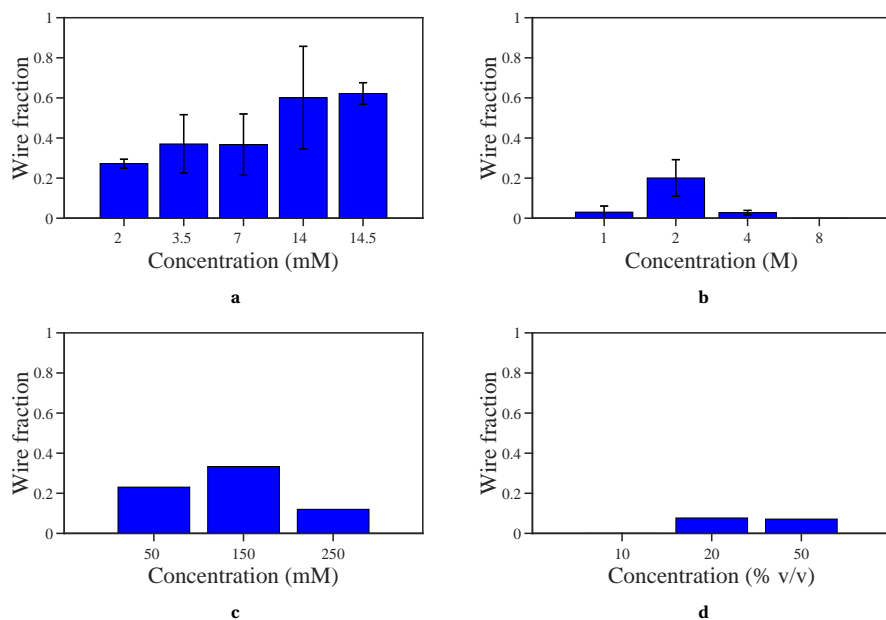 1
0.8
0.6
0.4
0.2
0
Wire fraction
2 3.5 7 14 14.5
Concentration (mM)
a
1
0.8
0.6
0.4
0.2
0
Wire fraction
1 2 4 8
Concentration (M)
b
1
0.8
0.6
0.4
0.2
0
Wire fraction
50 150 250
Concentration (mM)
c
1
0.8
0.6
0.4
0.2
0
Wire fraction
10 20 50
Concentration (% v/v)
d